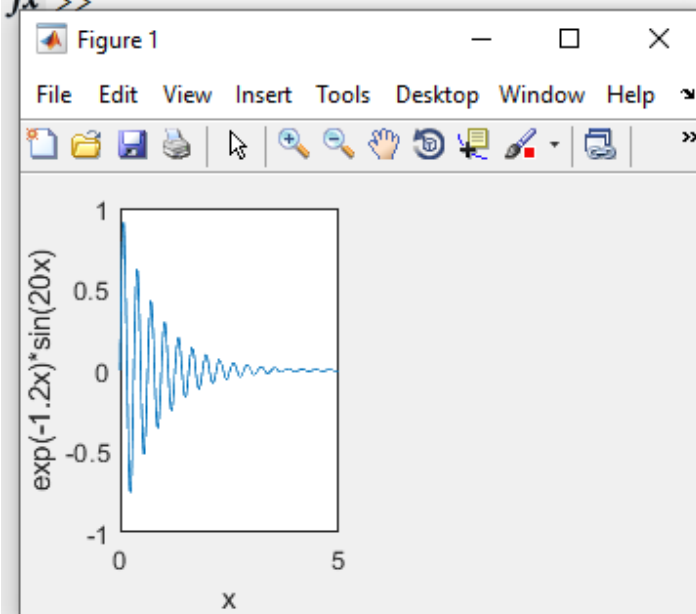 fx >>
Figure 1
File Edit View Insert Tools Desktop Window Help
1
0.5
0
-0.5
-1
exp(-1.2x)*sin(20x)
0 5
x